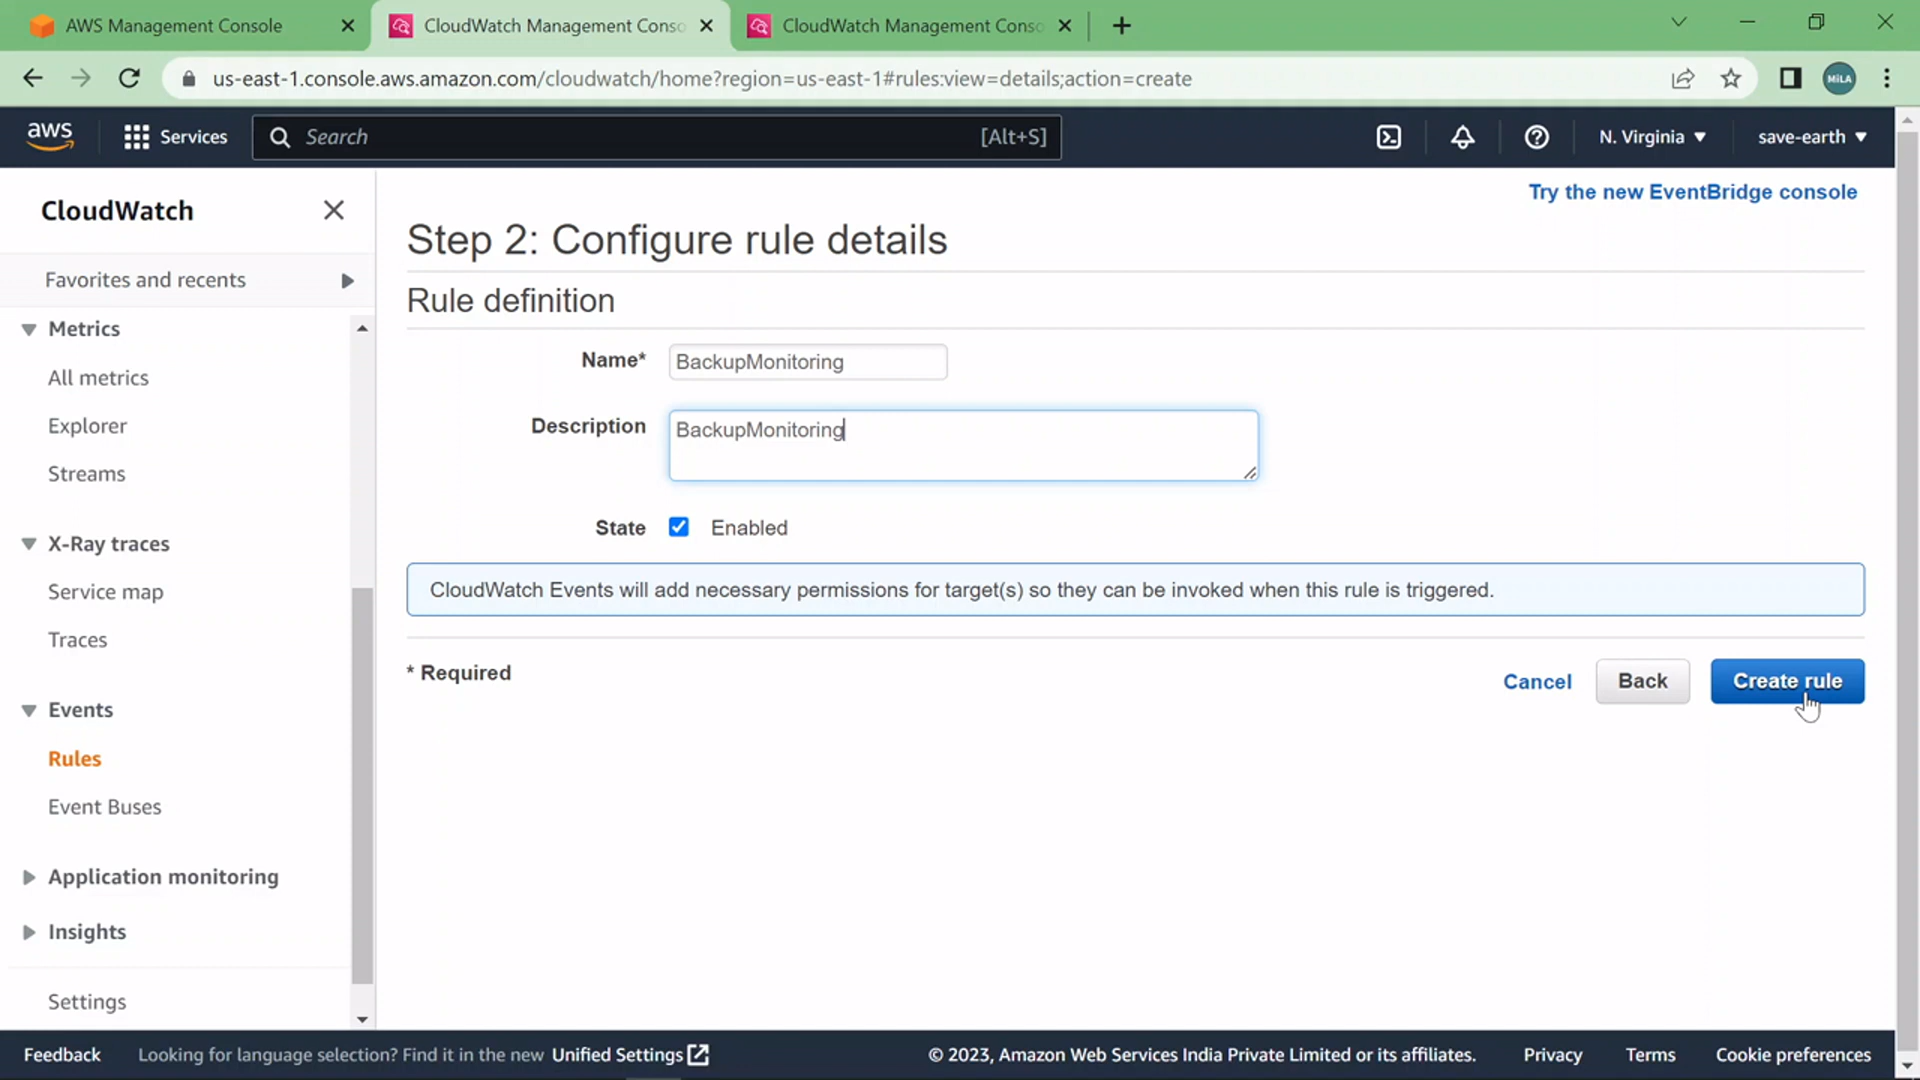 AWS Management Console
CloudWatch Management Conso
CloudWatch Management Conso
us-east-1.console.aws.amazon.com/cloudwatch/home?region=us-east-1#rules:view=details;action=create
MiLA
aws
Services
Search
[Alt+S]
N. Virginia
save-earth
CloudWatch
Favorites and recents
Metrics
All metrics
Explorer
Streams
X-Ray traces
Service map
Traces
Events
Rules
Event Buses
Application monitoring
Insights
Settings
Try the new EventBridge console
Step 2: Configure rule details
Rule definition
Name* BackupMonitoring
Description BackupMonitoring
State Enabled
CloudWatch Events will add necessary permissions for target(s) so they can be invoked when this rule is triggered.
* Required
Cancel Back Create rule
Feedback Looking for language selection? Find it in the new Unified Settings © 2023, Amazon Web Services India Private Limited or its affiliates. Privacy Terms Cookie preferences